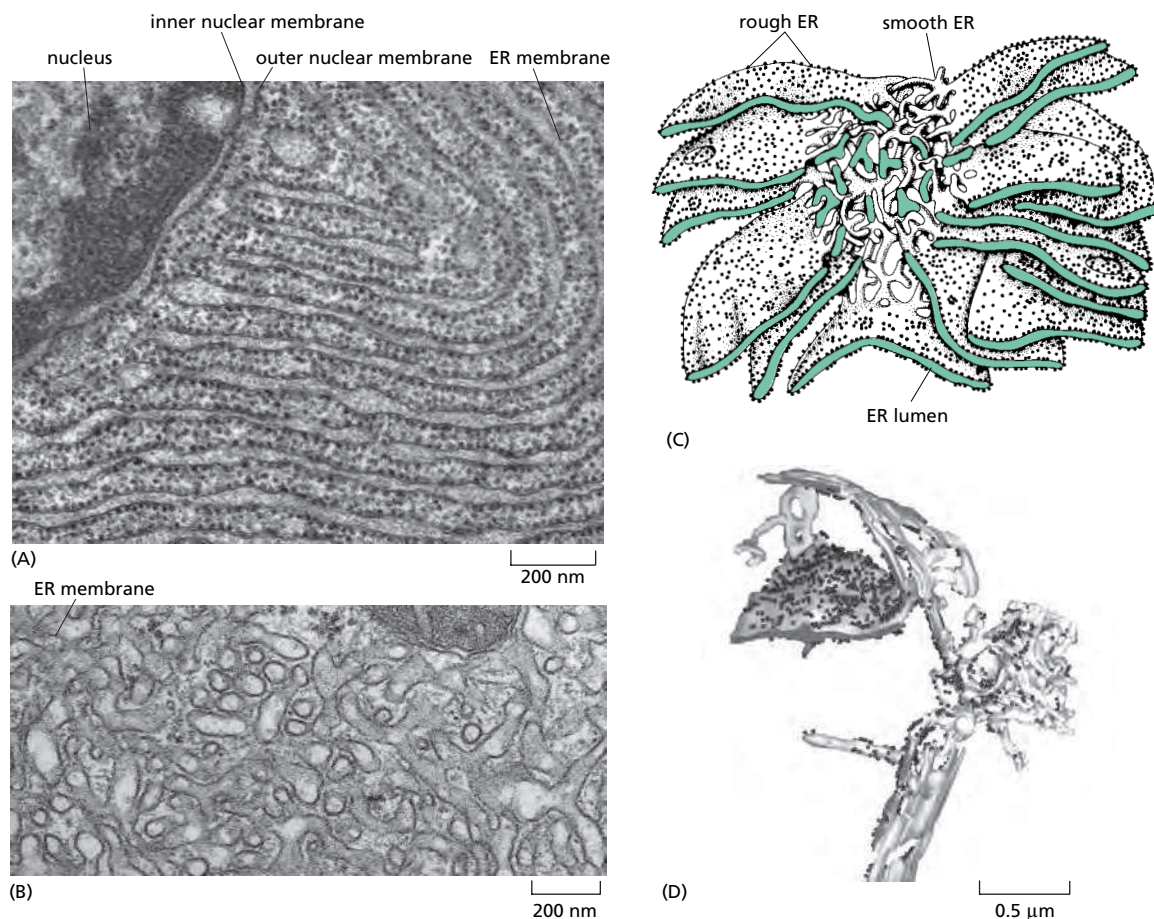 inner nuclear membrane
nucleus
outer nuclear membrane
ER membrane
(A)
200 nm
ER membrane
(B)
200 nm
rough ER
smooth ER
ER lumen
(C)
(D)
0.5 μm